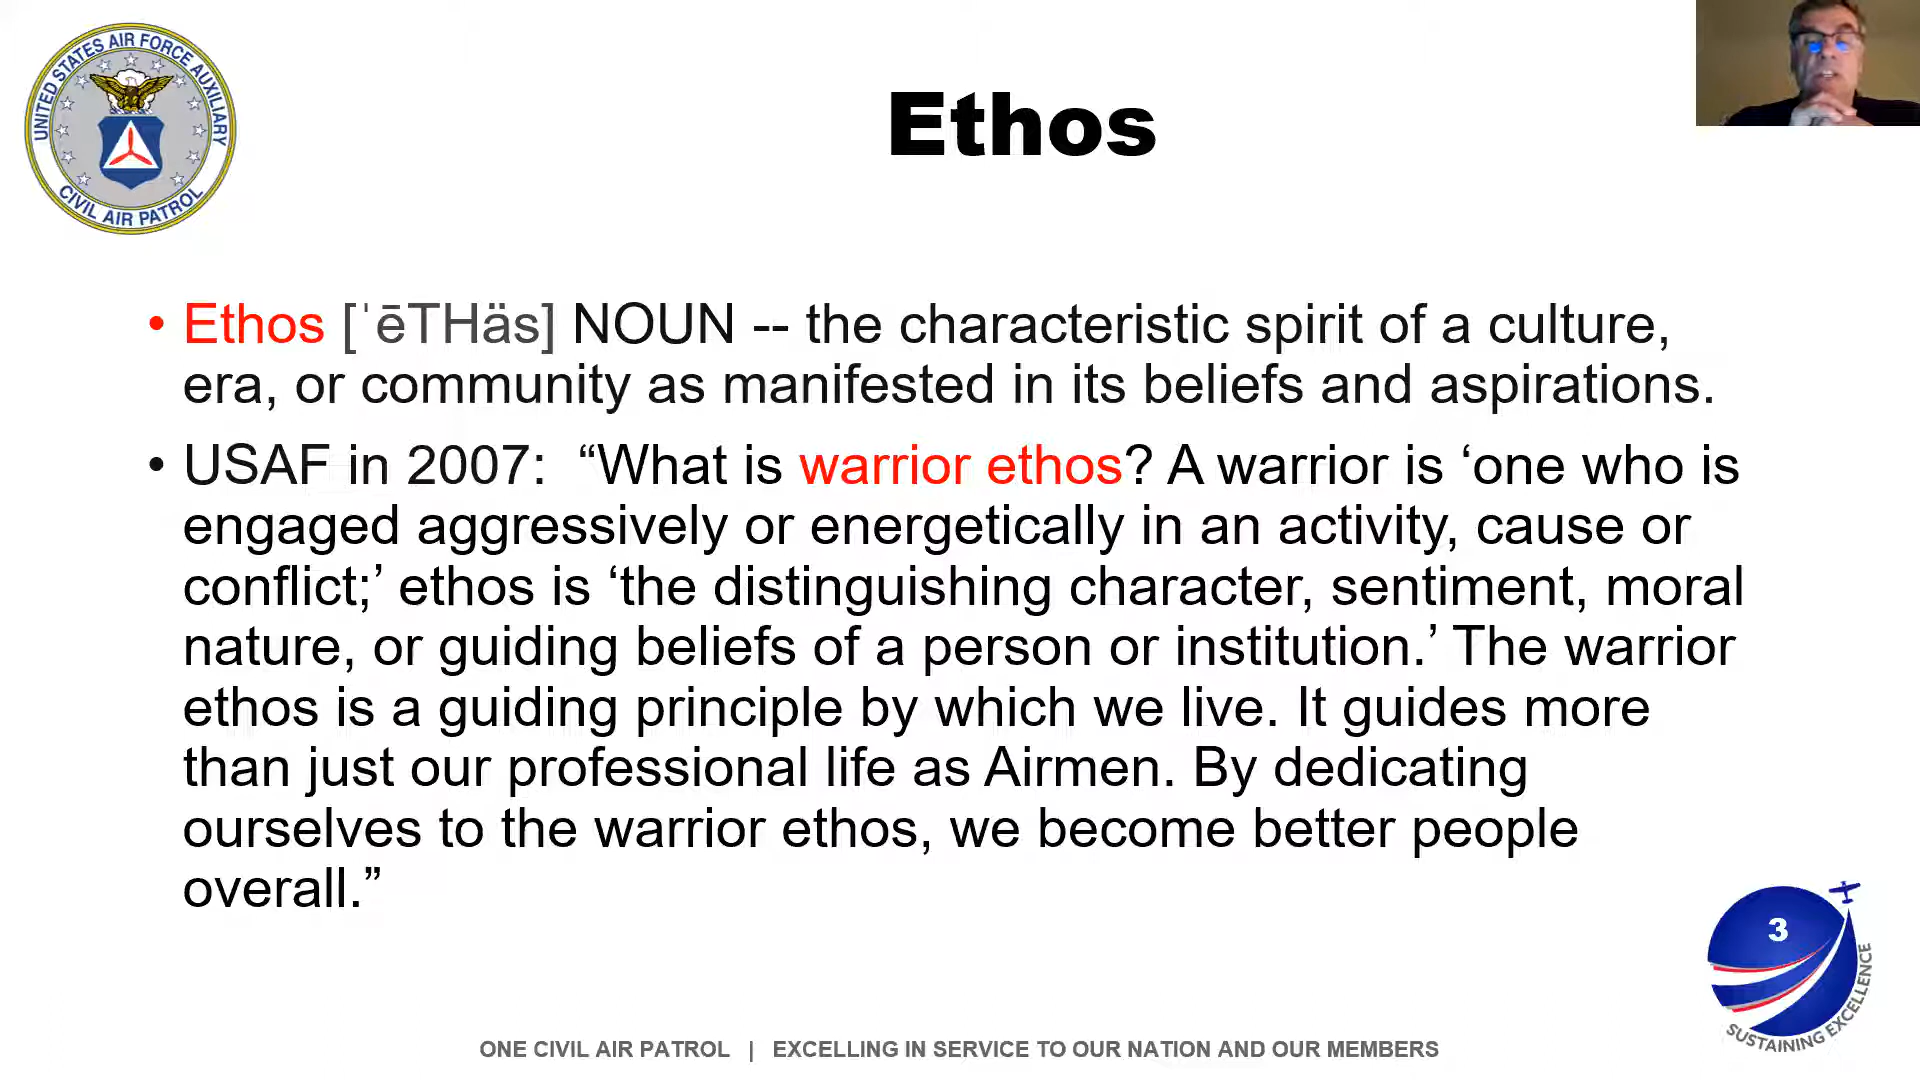 UNITED STATES AIR FORCE AUXILIARY
CIVIL AIR PATROL
Ethos
• Ethos [ˈēTHäs] NOUN -- the characteristic spirit of a culture,
era, or community as manifested in its beliefs and aspirations.
• USAF in 2007:  “What is warrior ethos? A warrior is ‘one who is
engaged aggressively or energetically in an activity, cause or
conflict;’ ethos is ‘the distinguishing character, sentiment, moral
nature, or guiding beliefs of a person or institution.’ The warrior
ethos is a guiding principle by which we live. It guides more
than just our professional life as Airmen. By dedicating
ourselves to the warrior ethos, we become better people
overall.”
3
SUSTAINING EXCELLENCE
ONE CIVIL AIR PATROL | EXCELLING IN SERVICE TO OUR NATION AND OUR MEMBERS